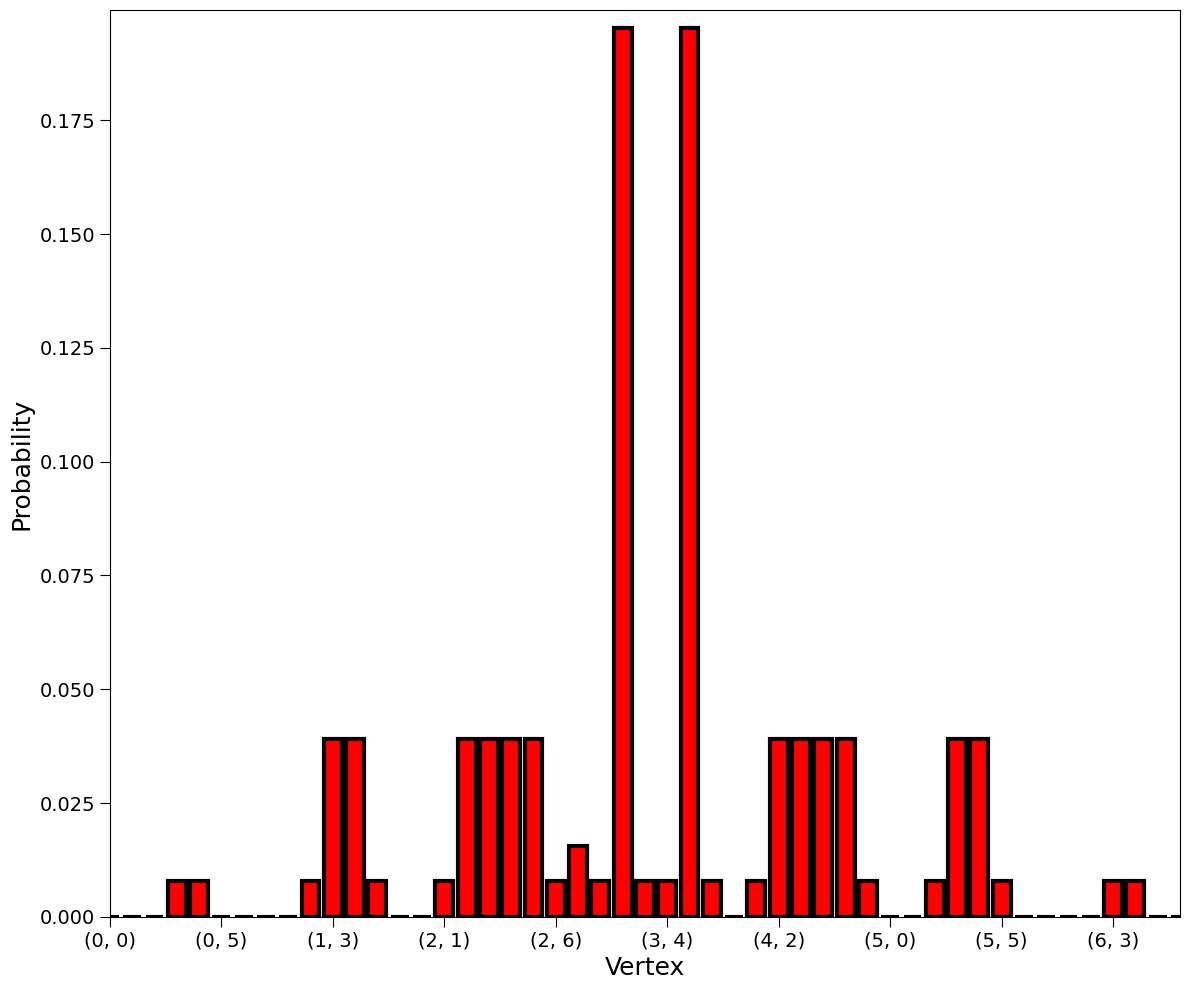 0.175
0.150
0.125
0.100
0.075
0.050
0.025
0.000
Probability
(0, 0) (0, 5) (1, 3) (2, 1) (2, 6) (3, 4) (4, 2) (5, 0) (5, 5) (6, 3)
Vertex